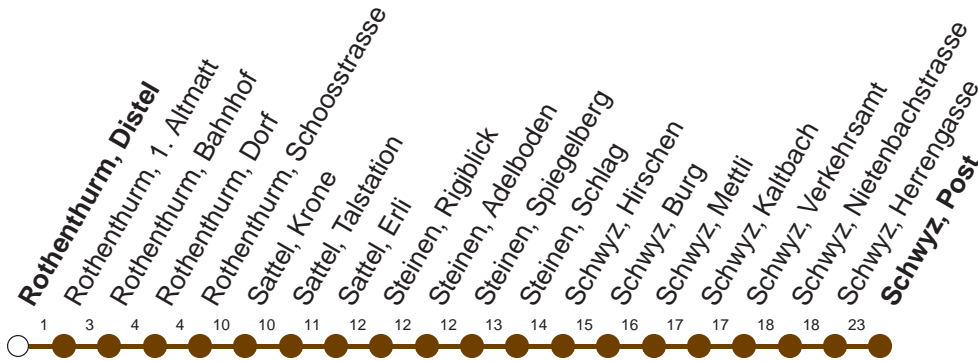 Rothenthurm, Distel
Rothenthurm, 1. Altmatt
Rothenthurm, Bahnhof
Rothenthurm, Dorf
Rothenthurm, Schoosstrasse
Sattel, Krone
Sattel, Talstation
Sattel, Erli
Steinen, Rigiblick
Steinen, Adelboden
Steinen, Spiegelberg
Steinen, Schlag
Schwyz, Hirschen
Schwyz, Burg
Schwyz, Mettli
Schwyz, Kaltbach
Schwyz, Verkehrsamt
Schwyz, Nietenbachstrasse
Schwyz, Herrengasse
Schwyz, Post
1 3 4 4 10 10 11 12 12 12 13 14 15 16 17 17 18 18 23